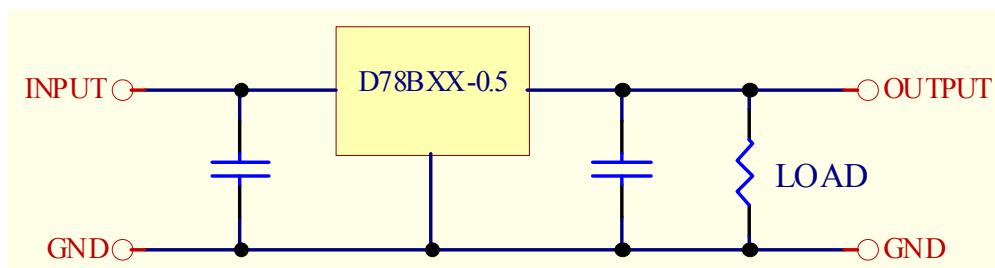 INPUT
D78BXX-0.5
OUTPUT
LOAD
GND
GND